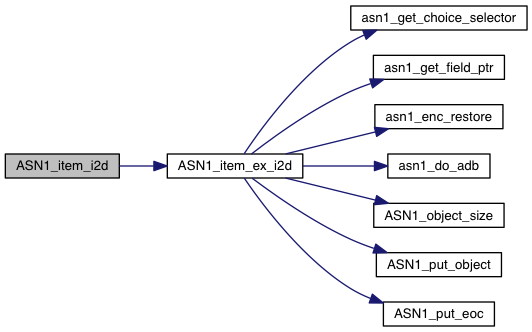 asn1_get_choice_selector
asn1_get_field_ptr
asn1_enc_restore
ASN1_item_i2d
ASN1_item_ex_i2d
asn1_do_adb
ASN1_object_size
ASN1_put_object
ASN1_put_eoc